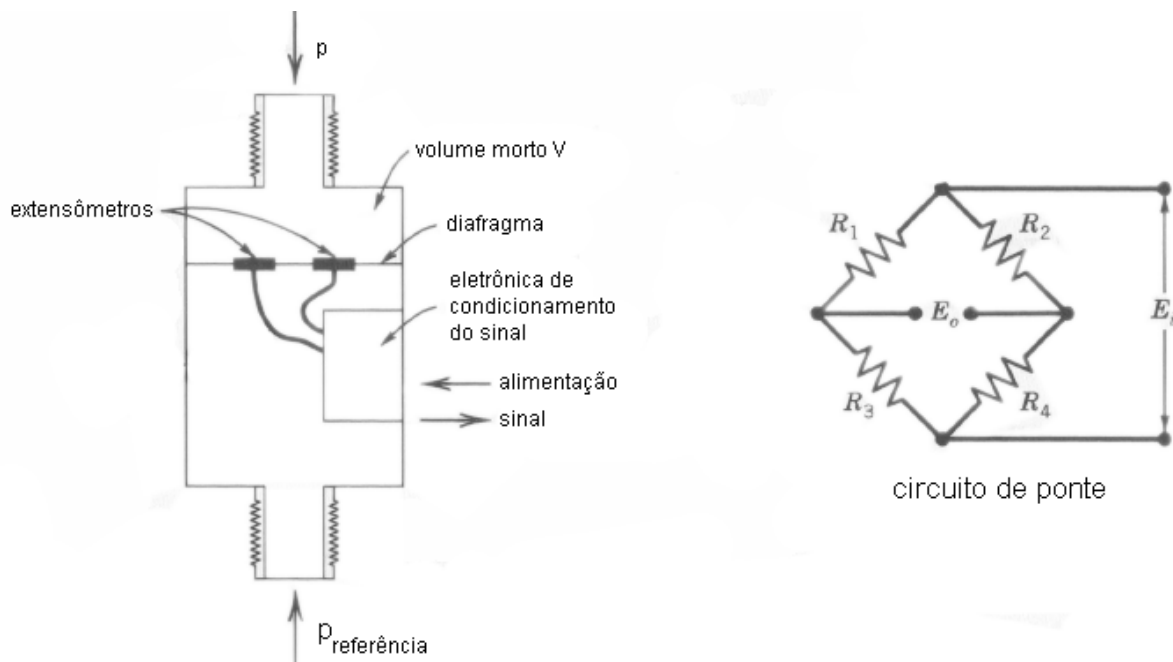 p
volume morto V
extensômetros
diafragma
eletrônica de
condicionamento
do sinal
alimentação
sinal
p referência
R1
R2
Eo
R3
R4
circuito de ponte